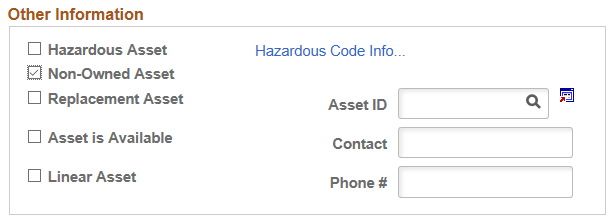 Other Information
Hazardous Asset Hazardous Code Info...
Non-Owned Asset
Replacement Asset Asset ID
Asset is Available Contact
Linear Asset Phone #